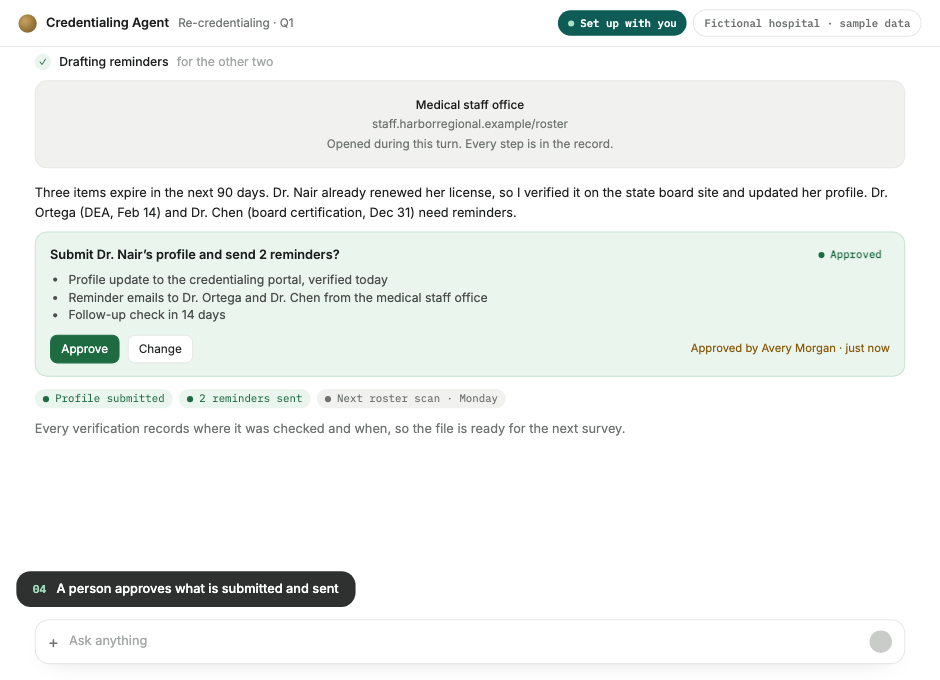 Credentialing Agent Re-credentialing · Q1
Set up with you
Fictional hospital · sample data
Drafting reminders for the other two
Medical staff office
staff.harborregional.example/roster
Opened during this turn. Every step is in the record.
Three items expire in the next 90 days. Dr. Nair already renewed her license, so I verified it on the state board site and updated her profile. Dr.
Ortega (DEA, Feb 14) and Dr. Chen (board certification, Dec 31) need reminders.
Submit Dr. Nair’s profile and send 2 reminders?
Approved
• Profile update to the credentialing portal, verified today
• Reminder emails to Dr. Ortega and Dr. Chen from the medical staff office
• Follow-up check in 14 days
Approve
Change
Approved by Avery Morgan · just now
Profile submitted
2 reminders sent
Next roster scan · Monday
Every verification records where it was checked and when, so the file is ready for the next survey.
04 A person approves what is submitted and sent
+ Ask anything